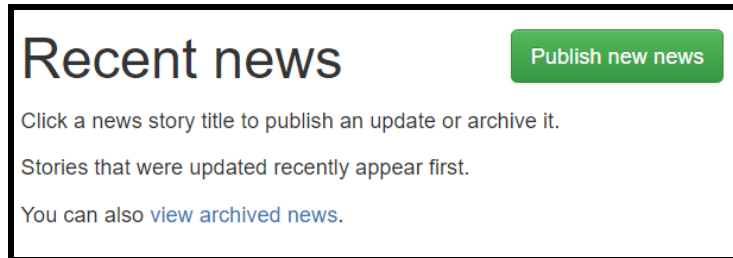 Recent news
Publish new news
Click a news story title to publish an update or archive it.
Stories that were updated recently appear first.
You can also view archived news.